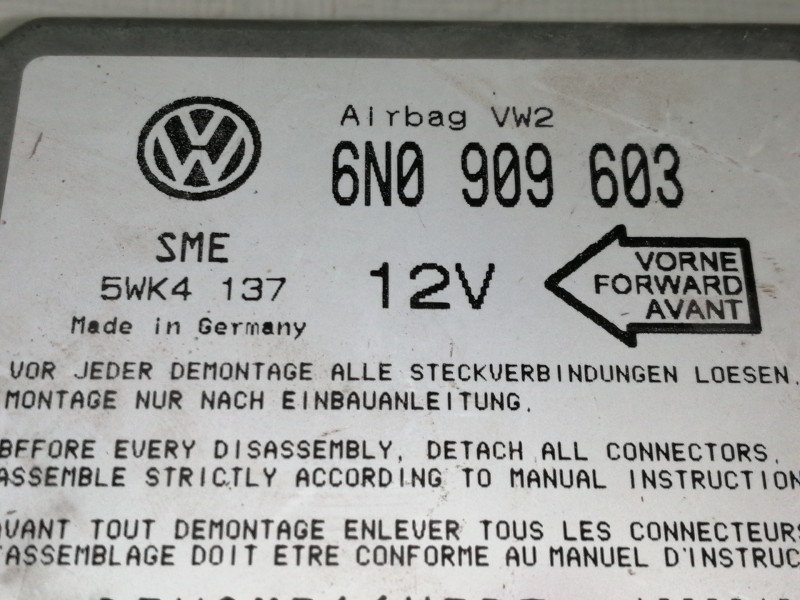 Airbag VW2
6N0 909 603
SME
5WK4 137
Made in Germany
12V
VORNE
FORWARD
AVANT
VOR JEDER DEMONTAGE ALLE STECKVERBINDUNGEN LOESEN.
MONTAGE NUR NACH EINBAUANLEITUNG.
BFFORE EVERY DISASSEMBLY, DETACH ALL CONNECTORS.
ASSEMBLE STRICTLY ACCORDING TO MANUAL INSTRUCTION
AVANT TOUT DEMONTAGE ENLEVER TOUS LES CONNECTEURS
'ASSEMBLAGE DOIT ETRE CONFORME AU MANUEL D'INSTRUC